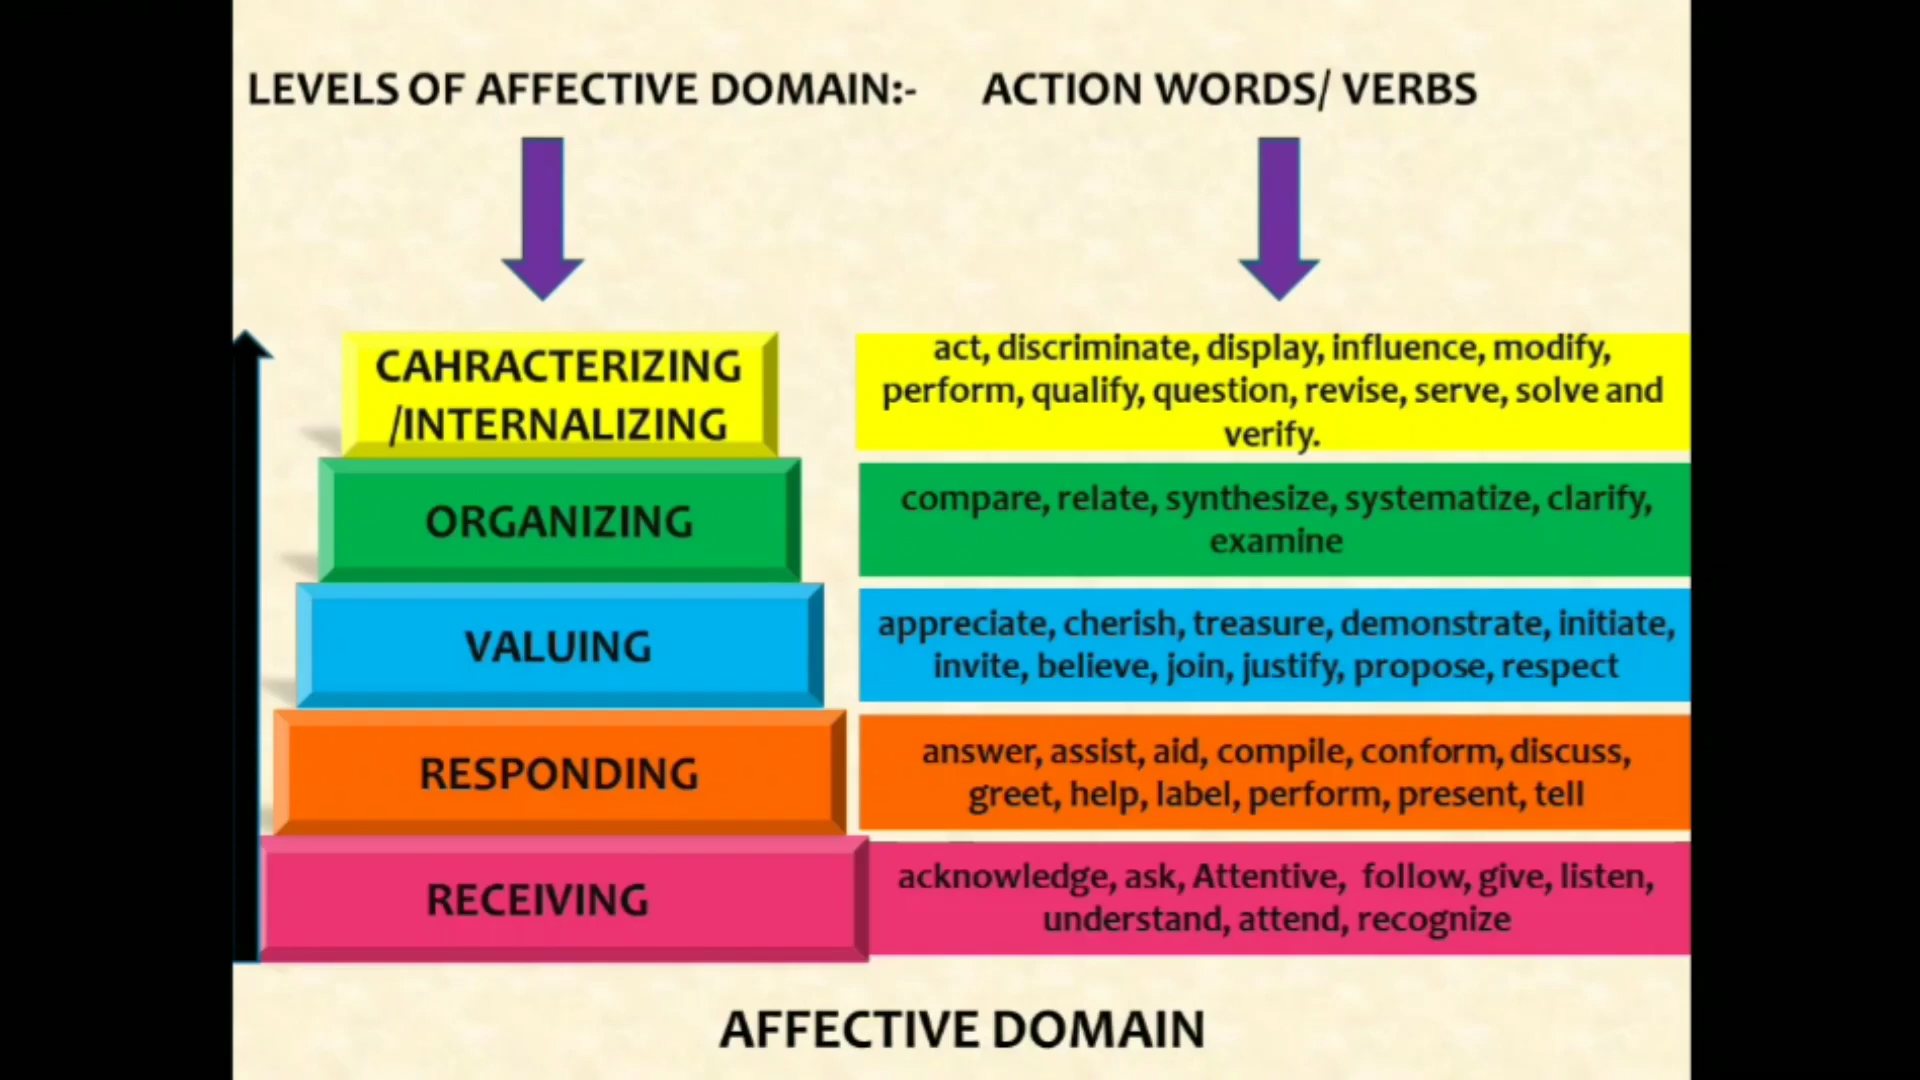 LEVELS OF AFFECTIVE DOMAIN:-
ACTION WORDS/ VERBS
CAHRACTERIZING
/INTERNALIZING
act, discriminate, display, influence, modify,
perform, qualify, question, revise, serve, solve and
verify.
ORGANIZING
compare, relate, synthesize, systematize, clarify,
examine
VALUING
appreciate, cherish, treasure, demonstrate, initiate,
invite, believe, join, justify, propose, respect
RESPONDING
answer, assist, aid, compile, conform, discuss,
greet, help, label, perform, present, tell
RECEIVING
acknowledge, ask, Attentive, follow, give, listen,
understand, attend, recognize
AFFECTIVE DOMAIN